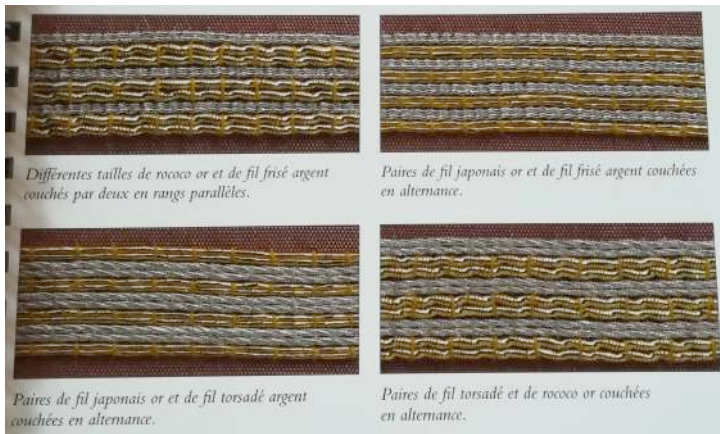 Différentes tailles de rococo or et de fil frisé argent
couchés par deux en rangs parallèles.
Paires de fil japonais or et de fil frisé argent couchées
en alternance.
Paires de fil japonais or et de fil torsadé argent
couchées en alternance.
Paires de fil torsadé et de rococo or couchées
en alternance.